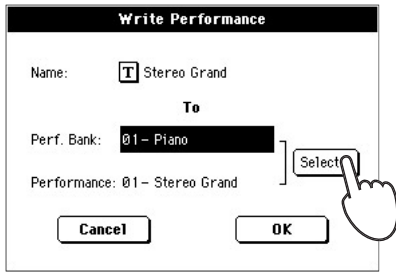 Write Performance
Name: T Stereo Grand
To
Perf. Bank: 01- Piano
Select
Performance: 01- Stereo Grand
Cancel OK